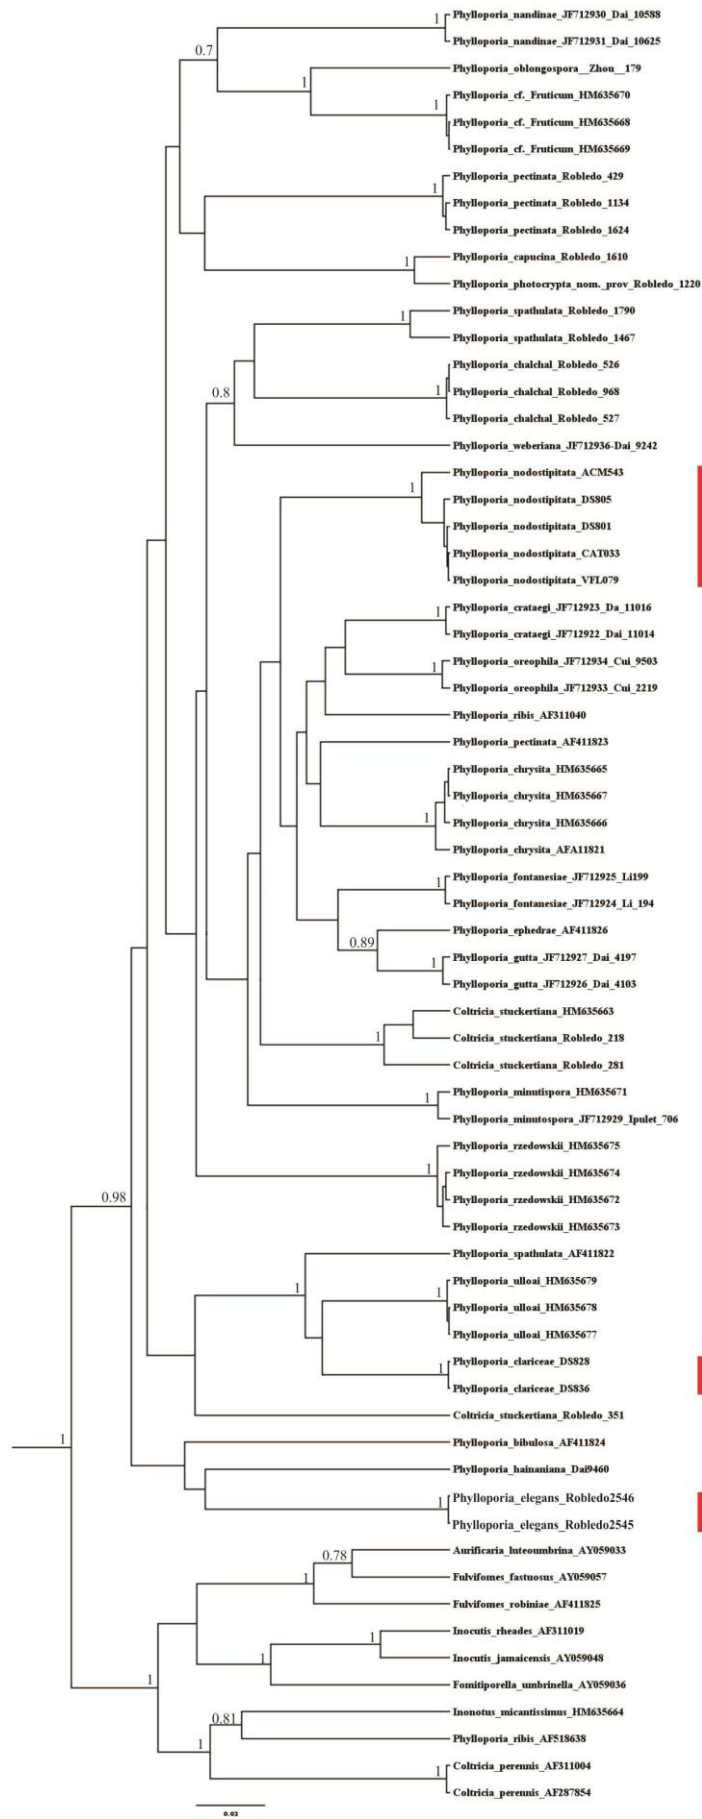 1
Phylloporia_nandinae_JF712930_Dai_10588
Phylloporia_nandinae_JF712931_Dai_10625
0.7
Phylloporia_oblongospora__Zhou__179
1
Phylloporia_cf._Fruticum_HM635670
1
Phylloporia_cf._Fruticum_HM635668
Phylloporia_cf._Fruticum_HM635669
Phylloporia_pectinata_Robledo_429
1
Phylloporia_pectinata_Robledo_1134
Phylloporia_pectinata_Robledo_1624
Phylloporia_capucina_Robledo_1610
1
Phylloporia_photocrypta_nom._prov_Robledo_1220
Phylloporia_spathulata_Robledo_1790
1
Phylloporia_spathulata_Robledo_1467
Phylloporia_chalchal_Robledo_526
0.8
1
Phylloporia_chalchal_Robledo_968
Phylloporia_chalchal_Robledo_527
Phylloporia_weberiana_JF712936-Dai_9242
Phylloporia_nodostipitata_ACM543
1
Phylloporia_nodostipitata_DS805
Phylloporia_nodostipitata_DS801
Phylloporia_nodostipitata_CAT033
Phylloporia_nodostipitata_VFL079
Phylloporia_crataegi_JF712923_Da_11016
1
Phylloporia_crataegi_JF712922_Dai_11014
Phylloporia_oreophila_JF712934_Cui_9503
1
Phylloporia_oreophila_JF712933_Cui_2219
Phylloporia_ribis_AF311040
Phylloporia_pectinata_AF411823
Phylloporia_chrysita_HM635665
Phylloporia_chrysita_HM635667
Phylloporia_chrysita_HM635666
1
Phylloporia_chrysita_AFA11821
Phylloporia_fontanesiae_JF712925_Li199
1
Phylloporia_fontanesiae_JF712924_Li_194
Phylloporia_ephedrae_AF411826
0.89
Phylloporia_gutta_JF712927_Dai_4197
1
Phylloporia_gutta_JF712926_Dai_4103
Coltricia_stuckertiana_HM635663
Coltricia_stuckertiana_Robledo_218
1
Coltricia_stuckertiana_Robledo_281
Phylloporia_minutispora_HM635671
1
Phylloporia_minutospora_JF712929_Ipulet_706
Phylloporia_rzedowskii_HM635675
1
Phylloporia_rzedowskii_HM635674
Phylloporia_rzedowskii_HM635672
0.98
Phylloporia_rzedowskii_HM635673
Phylloporia_spathulata_AF411822
1
Phylloporia_ulloai_HM635679
1
Phylloporia_ulloai_HM635678
Phylloporia_ulloai_HM635677
Phylloporia_clariceae_DS828
1
Phylloporia_clariceae_DS836
Coltricia_stuckertiana_Robledo_351
1
Phylloporia_bibulosa_AF411824
Phylloporia_hainaniana_Dai9460
Phylloporia_elegans_Robledo2546
1
Phylloporia_elegans_Robledo2545
Aurificaria_luteoumbrina_AY059033
0.78
Fulvifomes_fastuosus_AY059057
1
Fulvifomes_robiniae_AF411825
Inocutis_rheades_AF311019
1
Inocutis_jamaicensis_AY059048
1
Fomitiporella_umbrinella_AY059036
1
Inonotus_micantissimus_HM635664
0.81
Phylloporia_ribis_AF518638
1
Coltricia_perennis_AF311004
1
Coltricia_perennis_AF287854
0.02